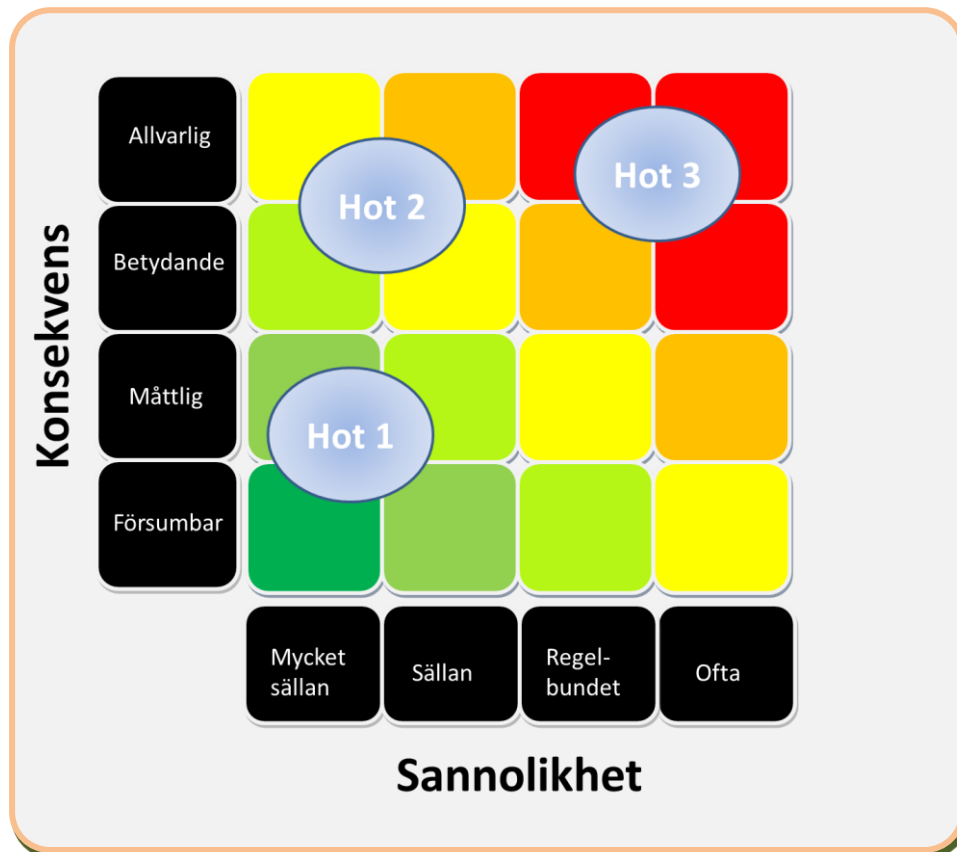 Konsekvens
Allvarlig
Hot 2
Hot 3
Betydande
Måttlig
Hot 1
Försumbar
Mycket
sällan
Sällan
Regel-
bundet
Ofta
Sannolikhet